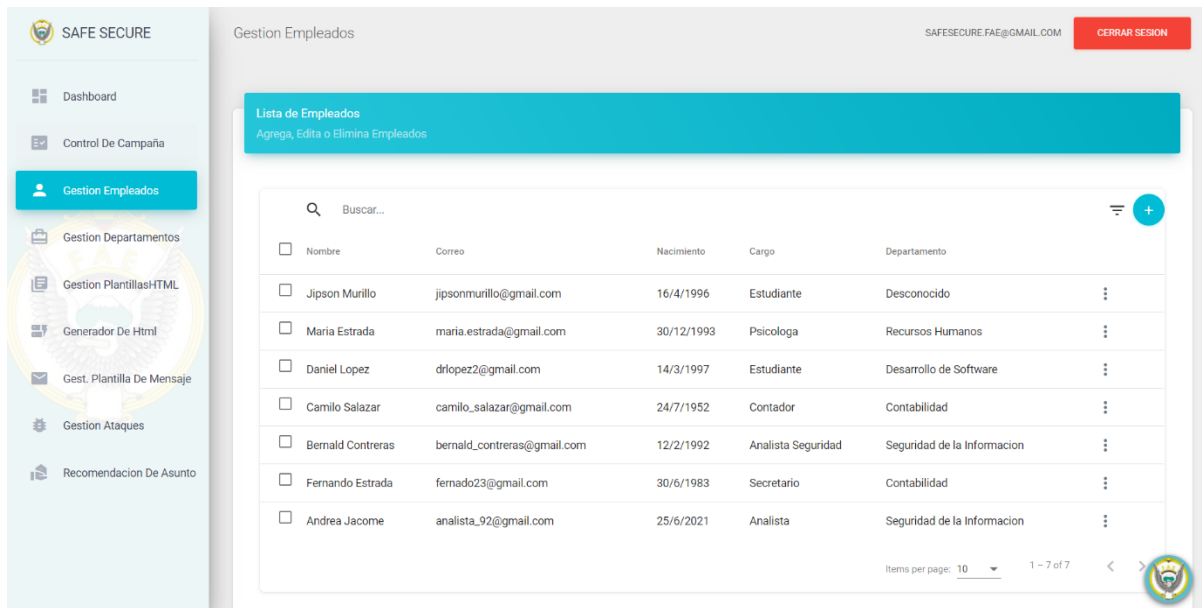 SAFE SECURE
Gestion Empleados
SAFESECURE.FAE@GMAIL.COM
CERRAR SESION
Dashboard
Control De Campaña
Gestion Empleados
Gestion Departamentos
Gestion PlantillasHTML
Generador De Html
Gest. Plantilla De Mensaje
Gestion Ataques
Recomendacion De Asunto
FAE
Lista de Empleados
Agrega, Edita o Elimina Empleados
Buscar...
Nombre Correo Nacimiento Cargo Departamento
Jipson Murillo jipsonmurillo@gmail.com 16/4/1996 Estudiante Desconocido
Maria Estrada maria.estrada@gmail.com 30/12/1993 Psicologa Recursos Humanos
Daniel Lopez drlopez2@gmail.com 14/3/1997 Estudiante Desarrollo de Software
Camilo Salazar camilo_salazar@gmail.com 24/7/1952 Contador Contabilidad
Bernald Contreras bernald_contreras@gmail.com 12/2/1992 Analista Seguridad Seguridad de la Informacion
Fernando Estrada fernado23@gmail.com 30/6/1983 Secretario Contabilidad
Andrea Jacome analista_92@gmail.com 25/6/2021 Analista Seguridad de la Informacion
Items per page: 10 1 – 7 of 7